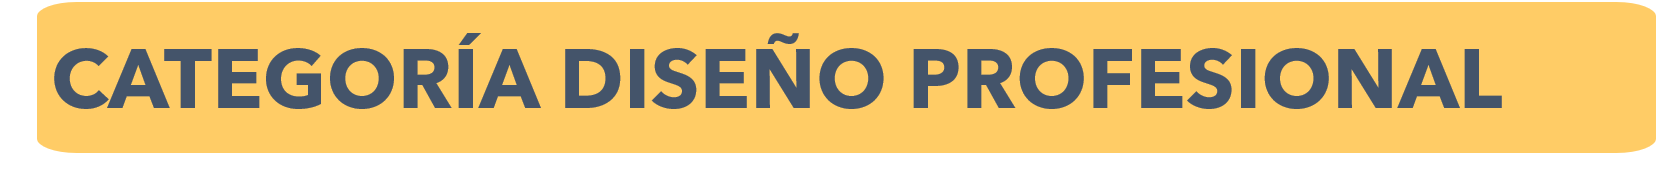 CATEGORÍA DISEÑO PROFESIONAL